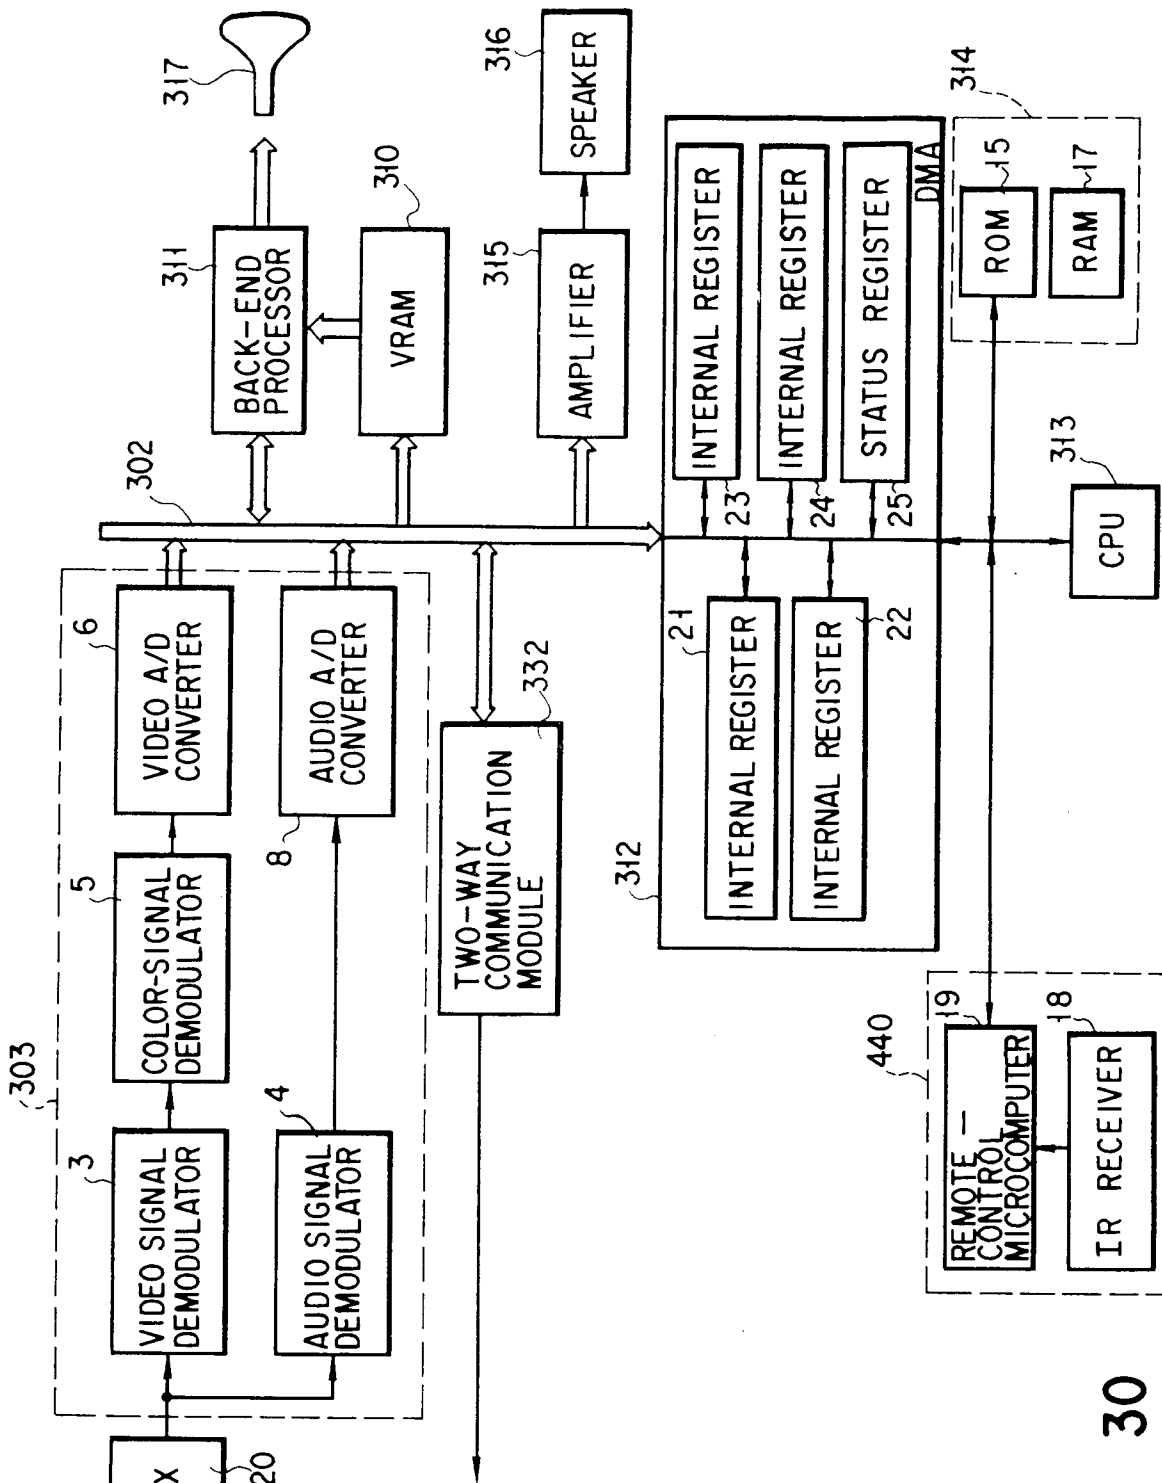 303
3
VIDEO SIGNAL
DEMODULATOR
5
COLOR-SIGNAL
DEMODULATOR
6
VIDEO A/D
CONVERTER
4
AUDIO SIGNAL
DEMODULATOR
8
AUDIO A/D
CONVERTER
X
20
302
311
BACK-END
PROCESSOR
317
310
VRAM
332
TWO-WAY
COMMUNICATION
MODULE
315
AMPLIFIER
316
SPEAKER
312
21
INTERNAL REGISTER
INTERNAL REGISTER
22
INTERNAL REGISTER
23
INTERNAL REGISTER
24
STATUS REGISTER
25
DMA
314
ROM
15
RAM
17
313
CPU
440
19
REMOTE-
CONTROL
MICROCOMPUTER
18
IR RECEIVER
30